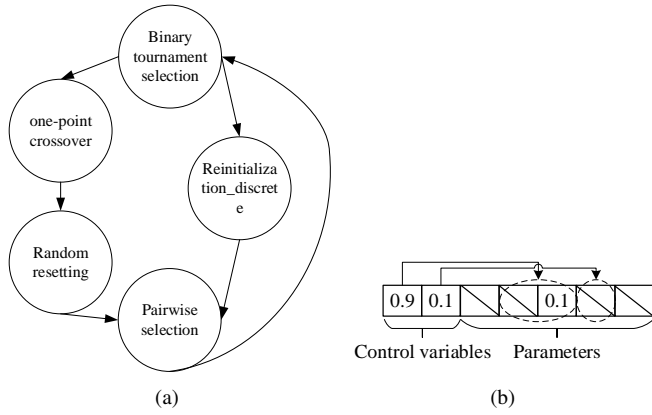 Binary
tournament
selection
one-point
crossover
Reinitializa
tion_discret
e
Random
resetting
Pairwise
selection
(a)
0.9 0.1 0.1
Control variables Parameters
(b)